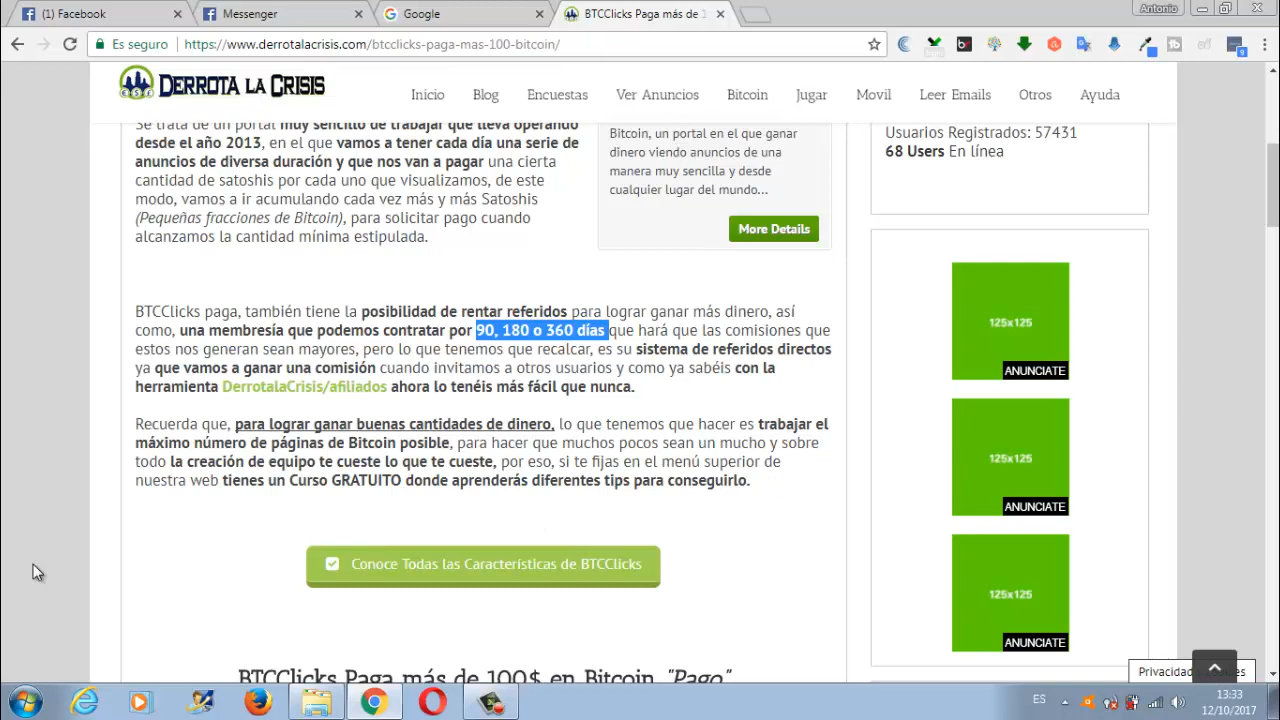 (1) Facebook
Messenger
Google
BTCClicks Paga más de 1
Antonio
Es seguro
https://www.derrotalacrisis.com/btcclicks-paga-mas-100-bitcoin/
DERROTA LA CRISIS
Inicio
Blog
Encuestas
Ver Anuncios
Bitcoin
Jugar
Movil
Leer Emails
Otros
Ayuda
Se trata de un portal muy sencillo de trabajar que lleva operando
desde el año 2013, en el que vamos a tener cada día una serie de
anuncios de diversa duración y que nos van a pagar una cierta
cantidad de satoshis por cada uno que visualizamos, de este
modo, vamos a ir acumulando cada vez más y más Satoshis
(Pequeñas fracciones de Bitcoin), para solicitar pago cuando
alcanzamos la cantidad mínima estipulada.
Bitcoin, un portal en el que ganar
dinero viendo anuncios de una
manera muy sencilla y desde
cualquier lugar del mundo...
More Details
Usuarios Registrados: 57431
68 Users En línea
BTCClicks paga, también tiene la posibilidad de rentar referidos para lograr ganar más dinero, así
como, una membresía que podemos contratar por 90, 180 o 360 días que hará que las comisiones que
estos nos generan sean mayores, pero lo que tenemos que recalcar, es su sistema de referidos directos
ya que vamos a ganar una comisión cuando invitamos a otros usuarios y como ya sabéis con la
herramienta DerrotalaCrisis/afiliados ahora lo tenéis más fácil que nunca.
Recuerda que, para lograr ganar buenas cantidades de dinero, lo que tenemos que hacer es trabajar el
máximo número de páginas de Bitcoin posible, para hacer que muchos pocos sean un mucho y sobre
todo la creación de equipo te cueste lo que te cueste, por eso, si te fijas en el menú superior de
nuestra web tienes un Curso GRATUITO donde aprenderás diferentes tips para conseguirlo.
Conoce Todas las Características de BTCClicks
BTCClicks Paga más de 100$ en Bitcoin "Pago"
125x125
ANUNCIATE
125x125
ANUNCIATE
125x125
ANUNCIATE
Privacidad y cookies
ES
13:33
12/10/2017